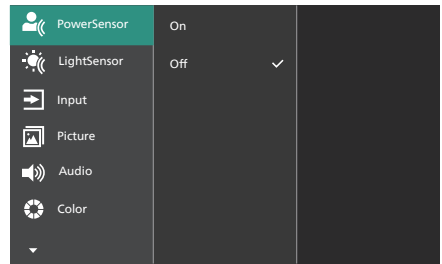 PowerSensor
On
LightSensor
Off
Input
Picture
Audio
Color